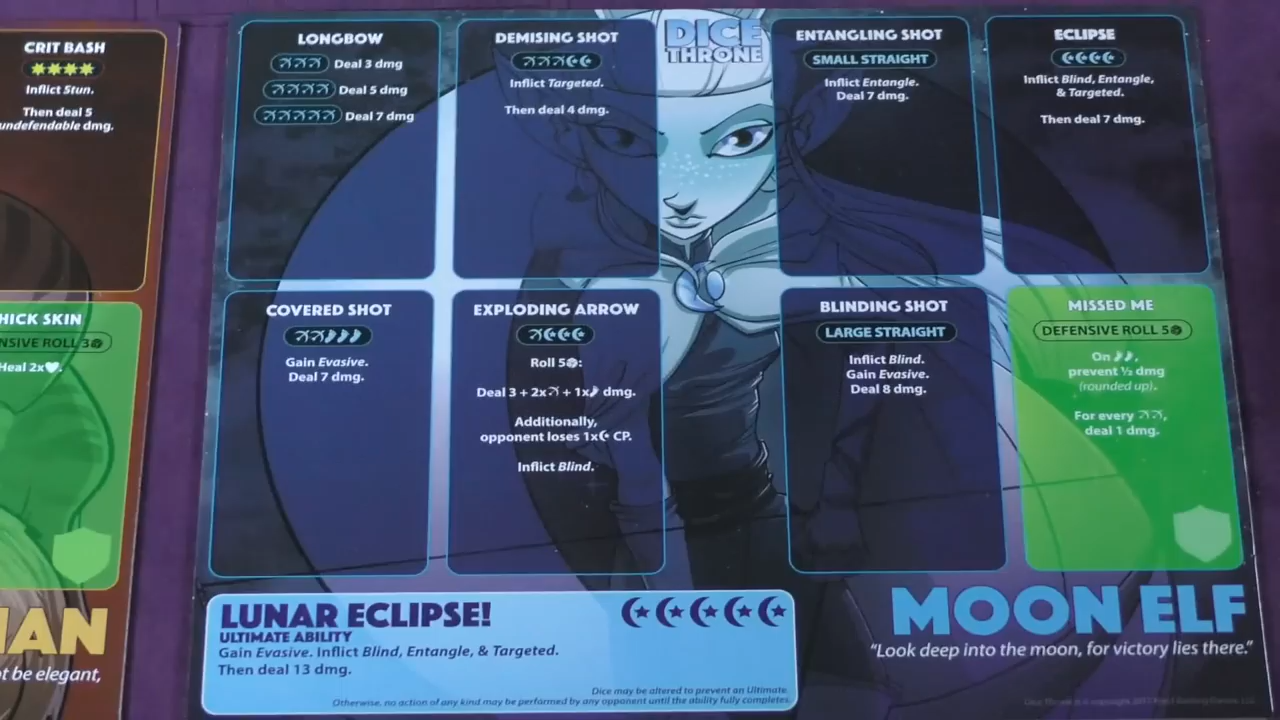 CRIT BASH
Inflict Stun.
Then deal 5
undefendable dmg.
HICK SKIN
NSIVE ROLL 3
Heal 2x
AN
t be elegant,
LONGBOW
Deal 3 dmg
Deal 5 dmg
Deal 7 dmg
DEMISING SHOT
Inflict Targeted.
Then deal 4 dmg.
DICE
THRONE
ENTANGLING SHOT
SMALL STRAIGHT
Inflict Entangle.
Deal 7 dmg.
ECLIPSE
Inflict Blind, Entangle,
& Targeted.
Then deal 7 dmg.
COVERED SHOT
Gain Evasive.
Deal 7 dmg.
EXPLODING ARROW
Roll 5:
Deal 3 + 2x + 1x dmg.
Additionally,
opponent loses 1x CP.
Inflict Blind.
BLINDING SHOT
LARGE STRAIGHT
Inflict Blind.
Gain Evasive.
Deal 8 dmg.
MISSED ME
DEFENSIVE ROLL 5
On ,
prevent ½ dmg
(rounded up).
For every ,
deal 1 dmg.
LUNAR ECLIPSE!
ULTIMATE ABILITY
Gain Evasive. Inflict Blind, Entangle, & Targeted.
Then deal 13 dmg.
Dice may be altered to prevent an Ultimate.
Otherwise, no action of any kind may be performed by any opponent until the ability fully completes.
MOON ELF
"Look deep into the moon, for victory lies there."